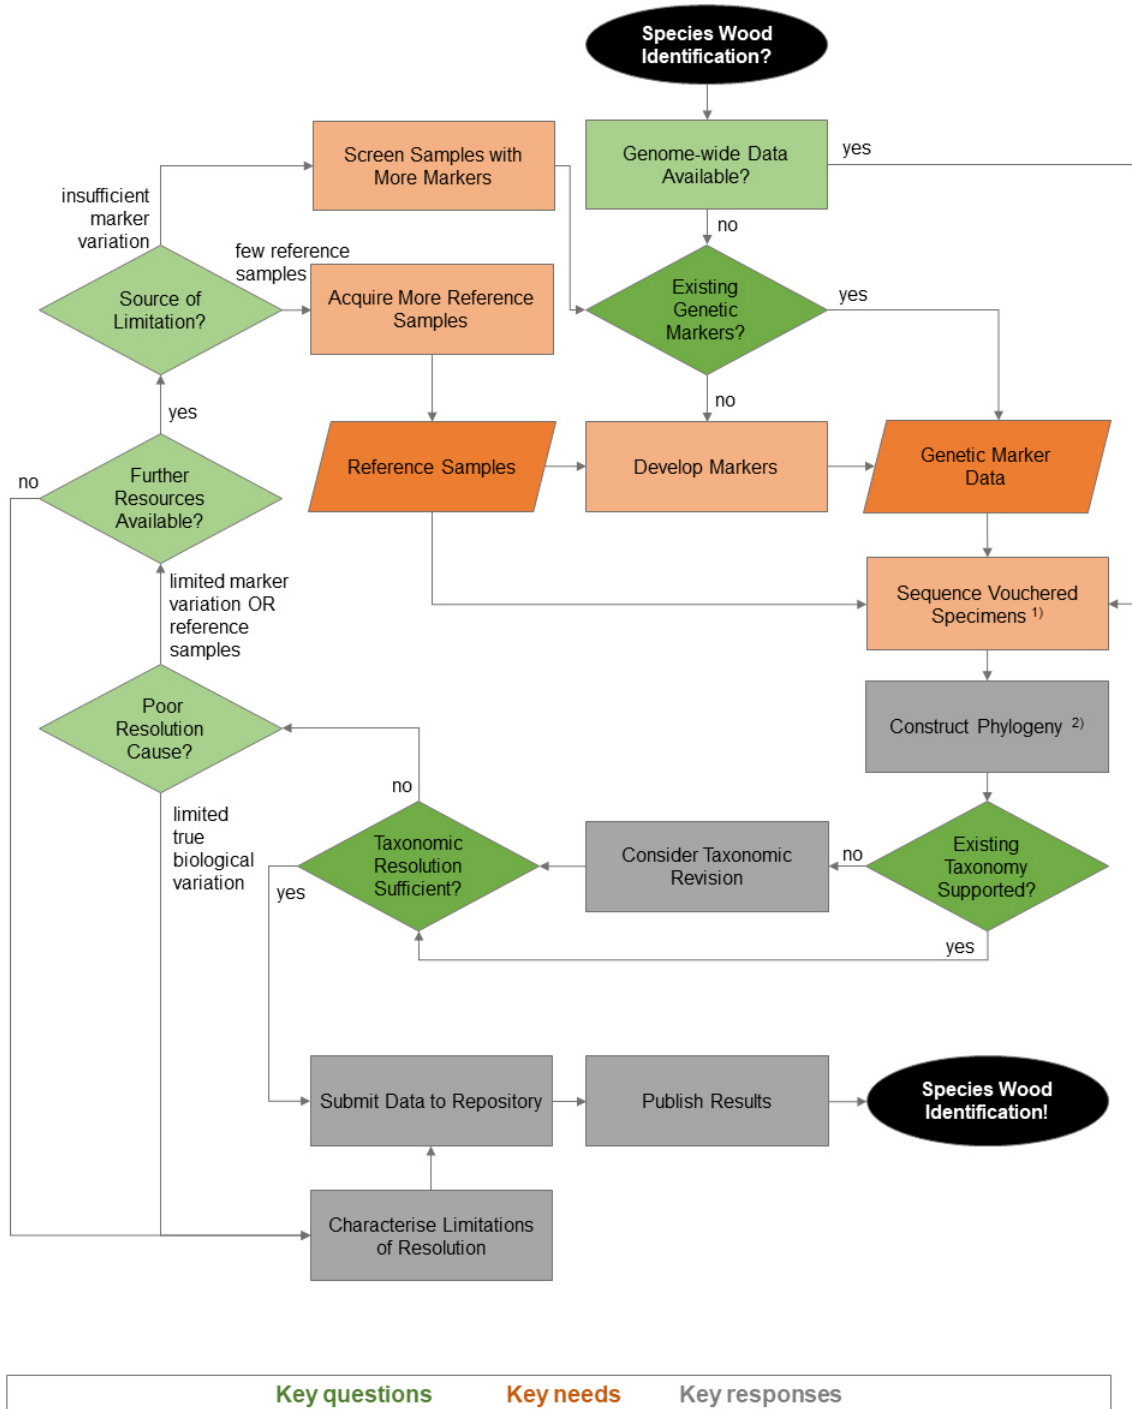 Species Wood
Identification?
Screen Samples with
More Markers
Genome-wide Data
Available?
yes
insufficient
marker
variation
no
few reference
samples
Source of
Limitation?
Acquire More Reference
Samples
Existing
Genetic
Markers?
yes
yes
no
Reference Samples
Develop Markers
Genetic Marker
Data
no
Further
Resources
Available?
limited marker
variation OR
reference
samples
Sequence Vouchered
Specimens 1)
Poor
Resolution
Cause?
Construct Phylogeny 2)
no
limited
true
biological
variation
Taxonomic
Resolution
Sufficient?
yes
Consider Taxonomic
Revision
no
Existing
Taxonomy
Supported?
yes
Submit Data to Repository
Publish Results
Species Wood
Identification!
Characterise Limitations
of Resolution
Key questions Key needs Key responses